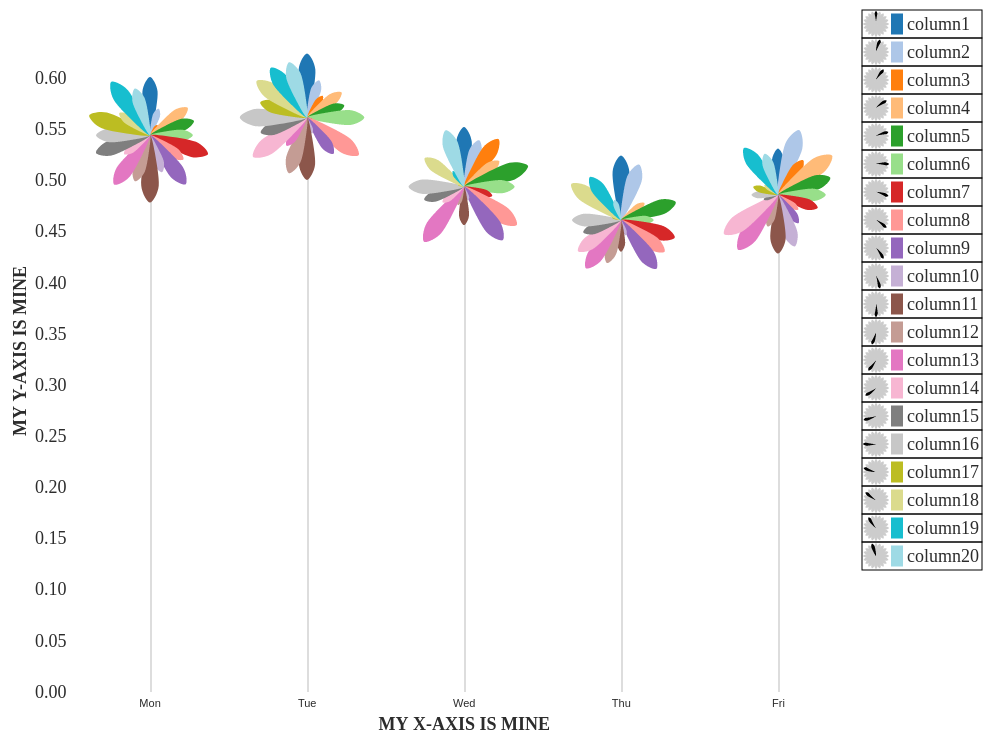 0.60
0.55
0.50
0.45
0.40
0.35
0.30
0.25
0.20
0.15
0.10
0.05
0.00
MY Y-AXIS IS MINE
Mon Tue Wed Thu Fri
MY X-AXIS IS MINE
column1
column2
column3
column4
column5
column6
column7
column8
column9
column10
column11
column12
column13
column14
column15
column16
column17
column18
column19
column20